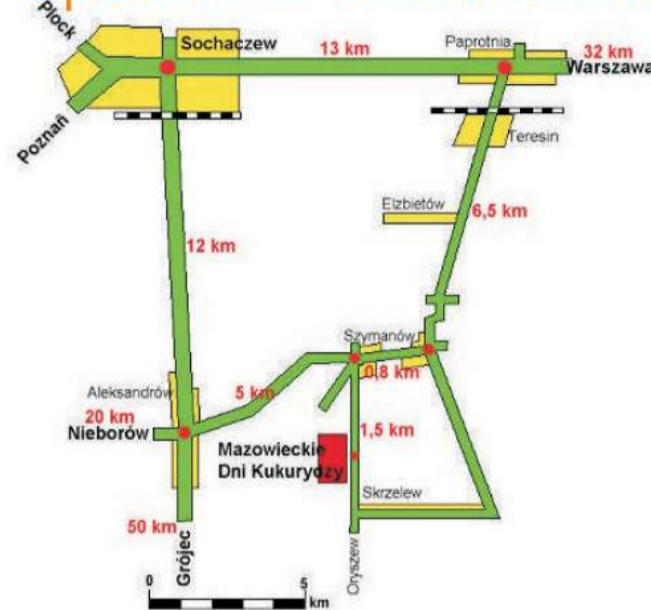 Płock
Sochaczew
13 km
Paprotnia
32 km
Warszawa
Poznań
Teresin
Elzbietów
6,5 km
12 km
Szymanów
0,8 km
Aleksandrów
5 km
20 km
Nieborów
1,5 km
Mazowieckie
Dni Kukurydzy
Skrzelew
50 km
Grójec
Oryszew
0
5
km